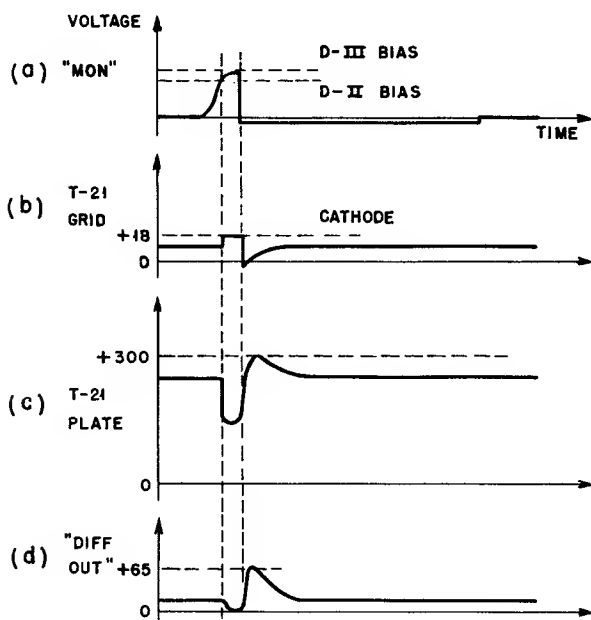 VOLTAGE
(a) "MON"
D-III BIAS
D-II BIAS
TIME
(b) T-21
GRID
+18
CATHODE
0
+300
(c) T-21
PLATE
0
(d) "DIFF
OUT" +65
0